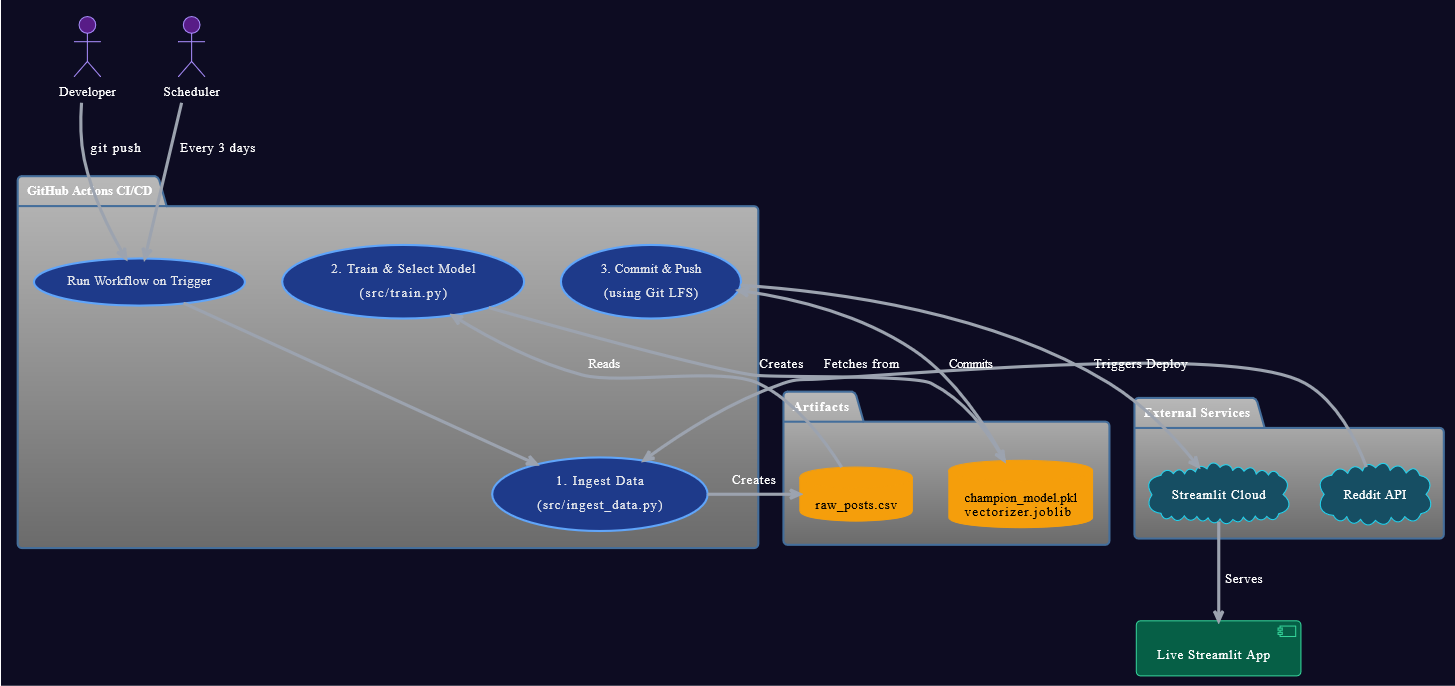 Developer
Scheduler
git push
Every 3 days
GitHub Actions CI/CD
Run Workflow on Trigger
2. Train & Select Model
(src/train.py)
3. Commit & Push
(using Git LFS)
Reads
Creates
Fetches from
Commits
Triggers Deploy
Artifacts
External Services
1. Ingest Data
(src/ingest_data.py)
Creates
raw_posts.csv
champion_model.pkl
vectorizer.joblib
Streamlit Cloud
Reddit API
Serves
Live Streamlit App